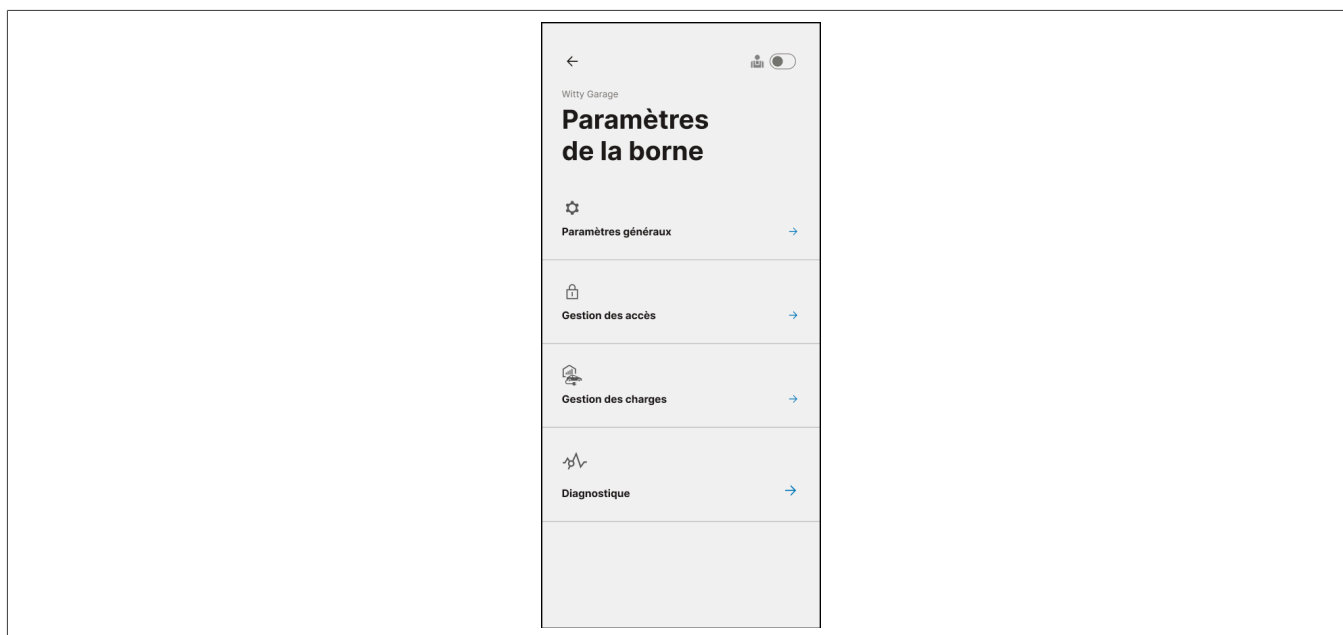 Witty Garage
Paramètres
de la borne
Paramètres généraux
Gestion des accès
Gestion des charges
Diagnostique